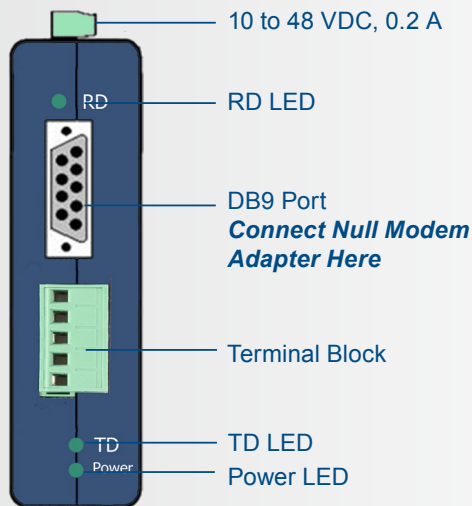 10 to 48 VDC, 0.2 A
RD
RD LED
DB9 Port
Connect Null Modem
Adapter Here
Terminal Block
TD
TD LED
Power
Power LED